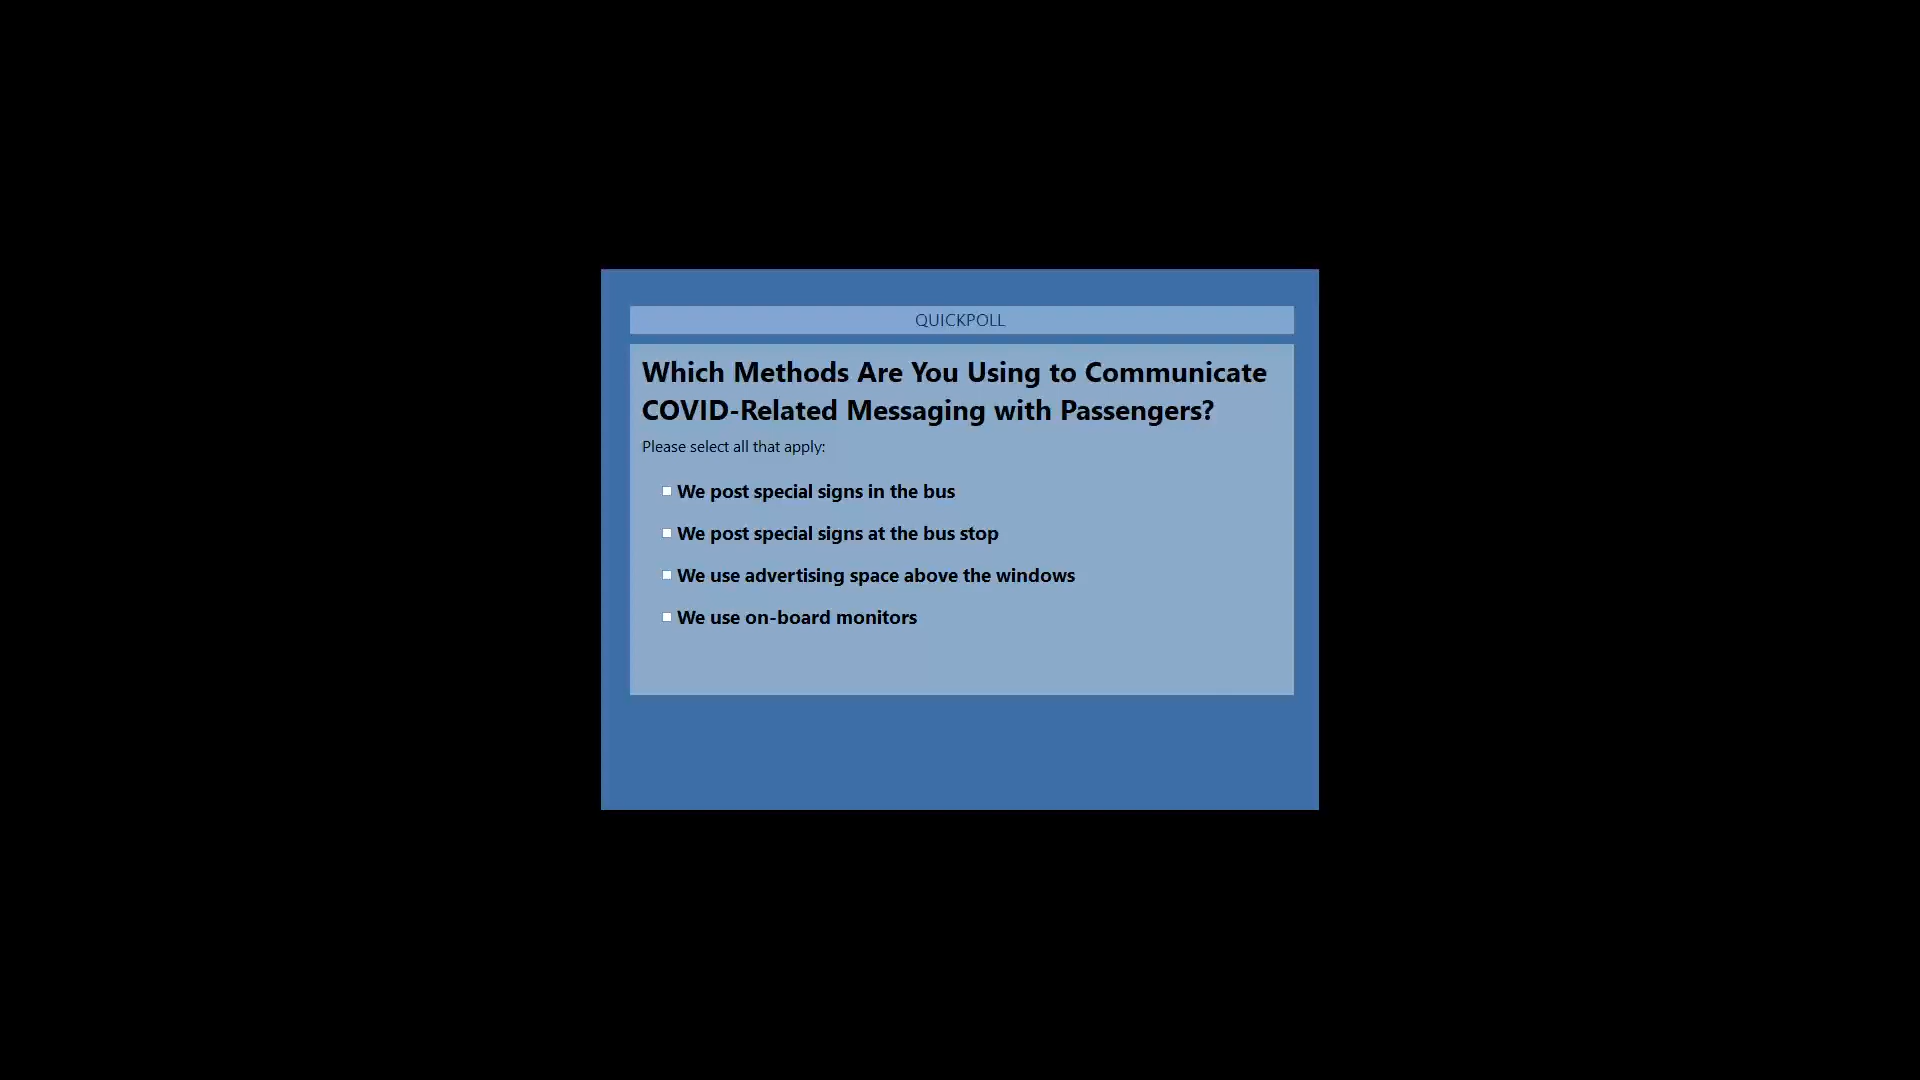 QUICKPOLL
Which Methods Are You Using to Communicate
COVID-Related Messaging with Passengers?
Please select all that apply:
We post special signs in the bus
We post special signs at the bus stop
We use advertising space above the windows
We use on-board monitors